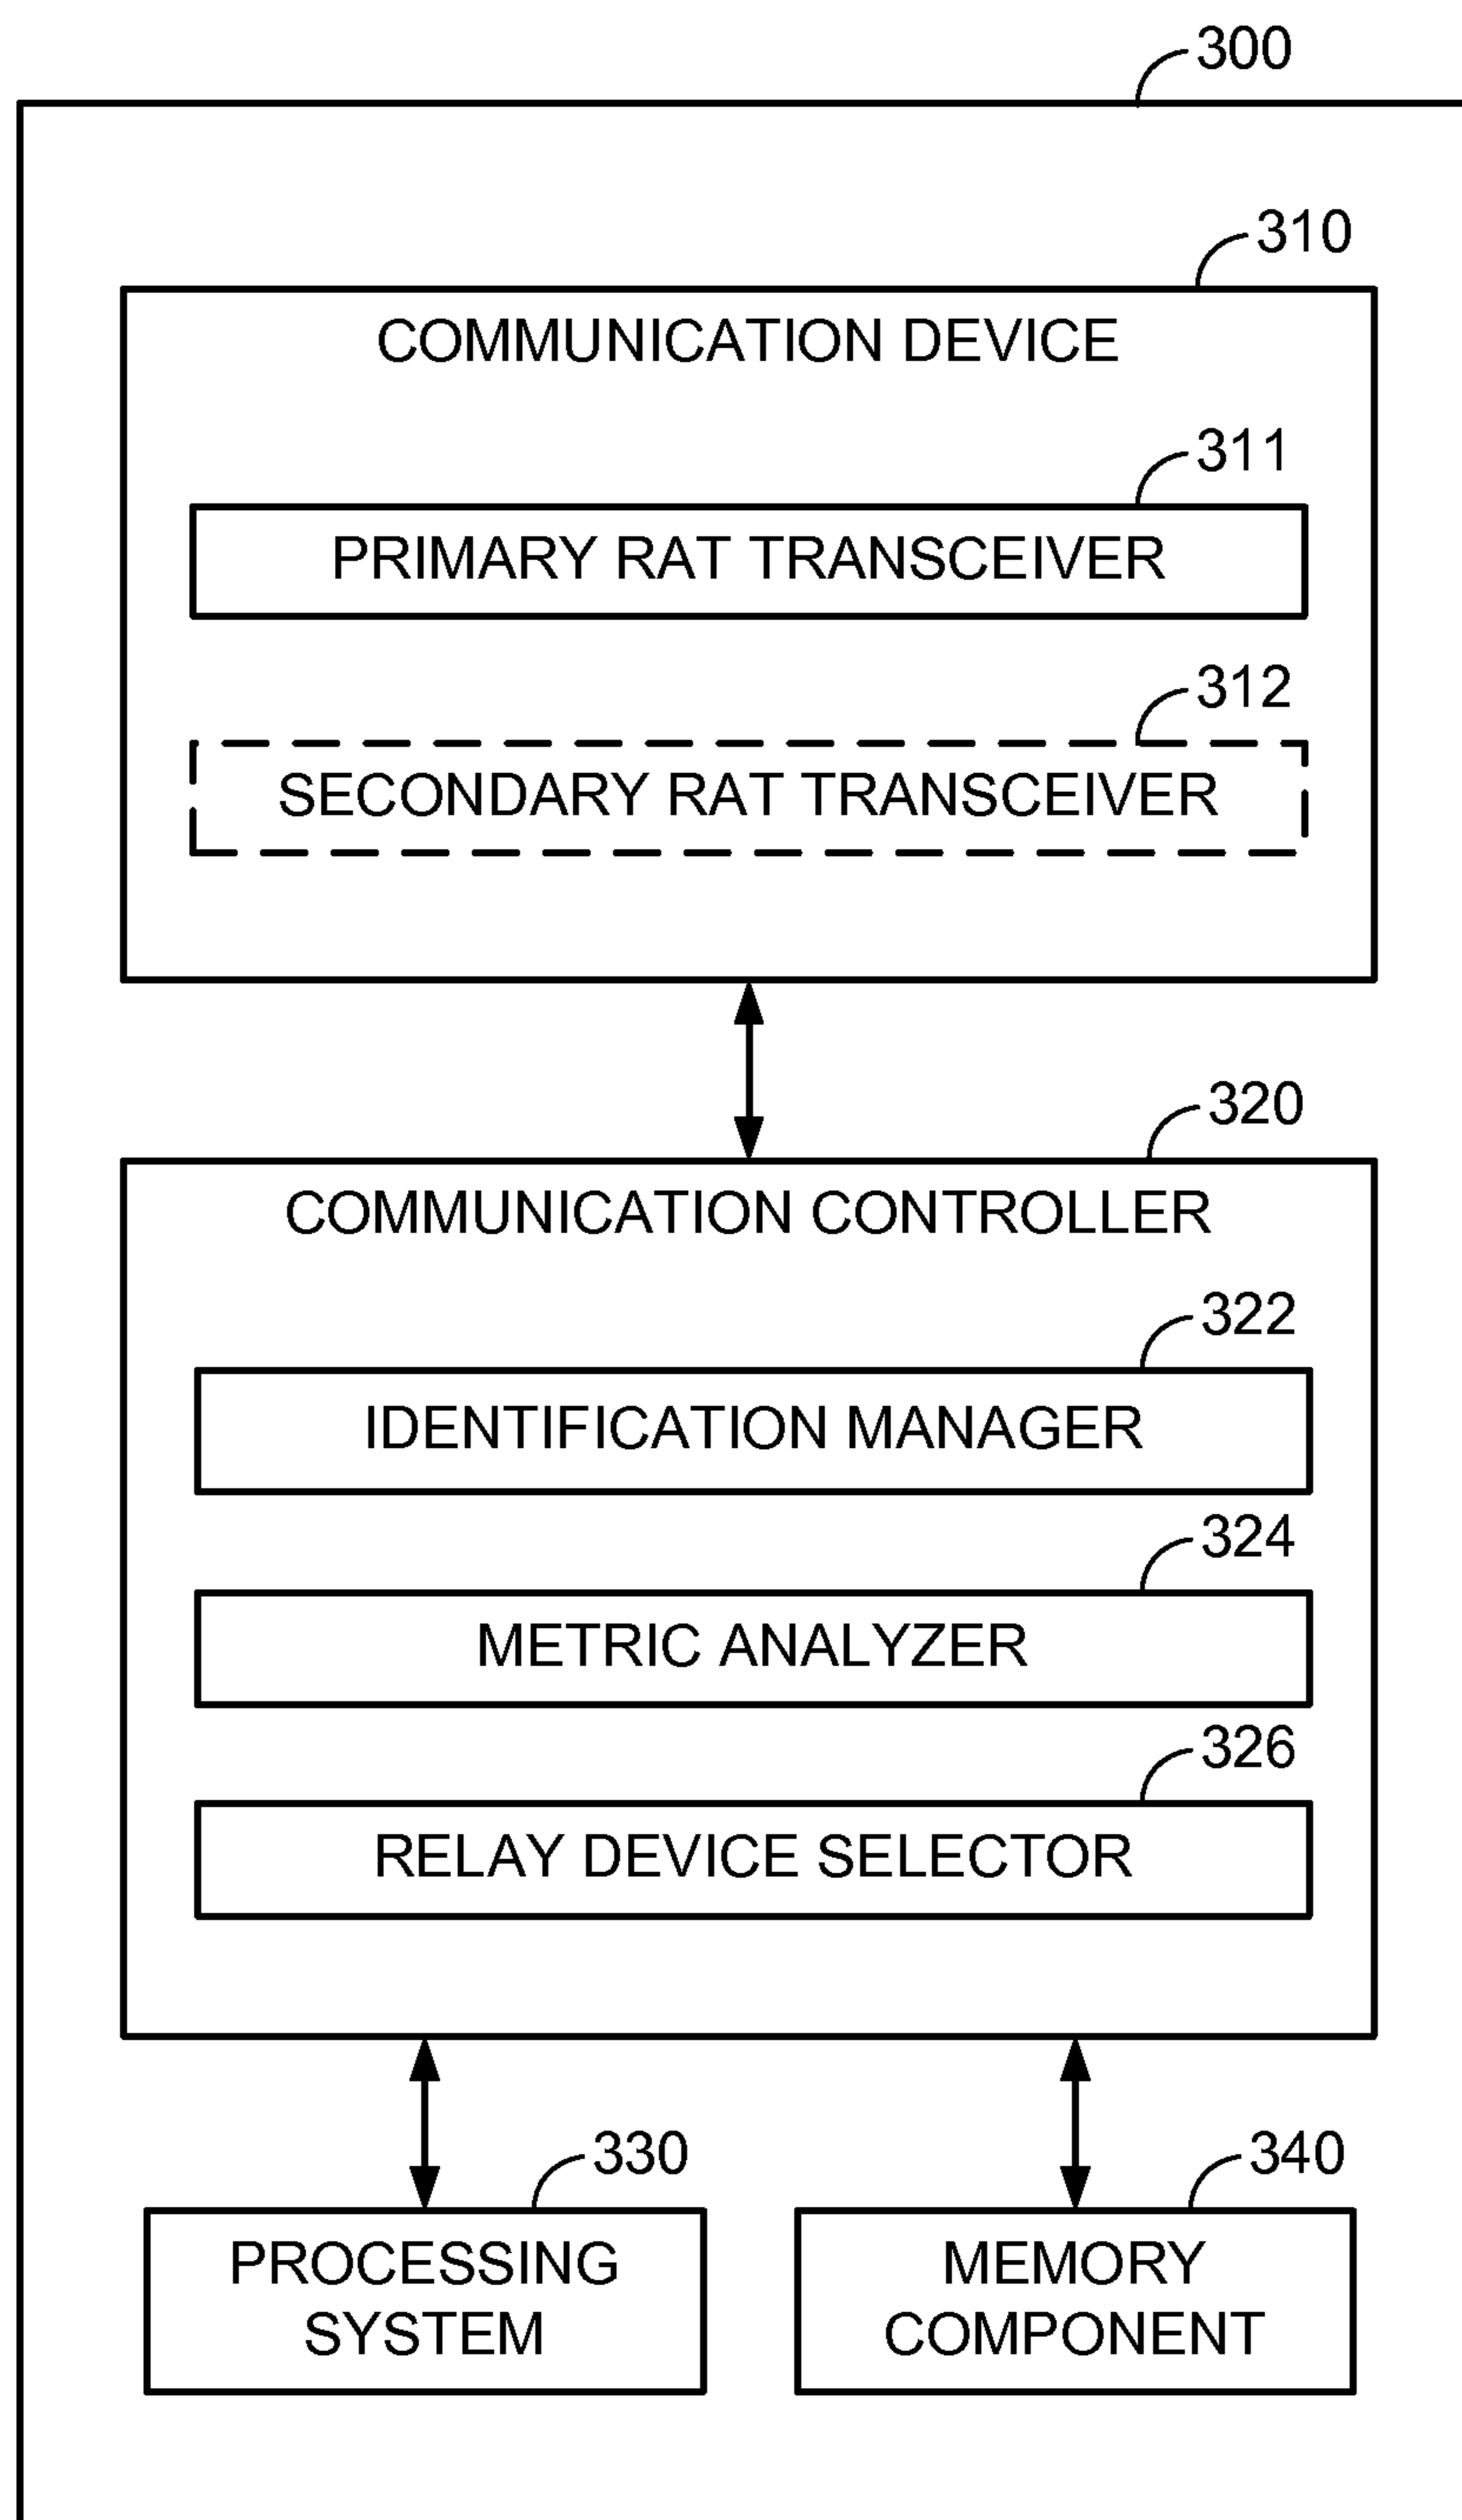 300
310
COMMUNICATION DEVICE
311
PRIMARY RAT TRANSCEIVER
312
SECONDARY RAT TRANSCEIVER
320
COMMUNICATION CONTROLLER
322
IDENTIFICATION MANAGER
324
METRIC ANALYZER
326
RELAY DEVICE SELECTOR
330
PROCESSING
SYSTEM
340
MEMORY
COMPONENT